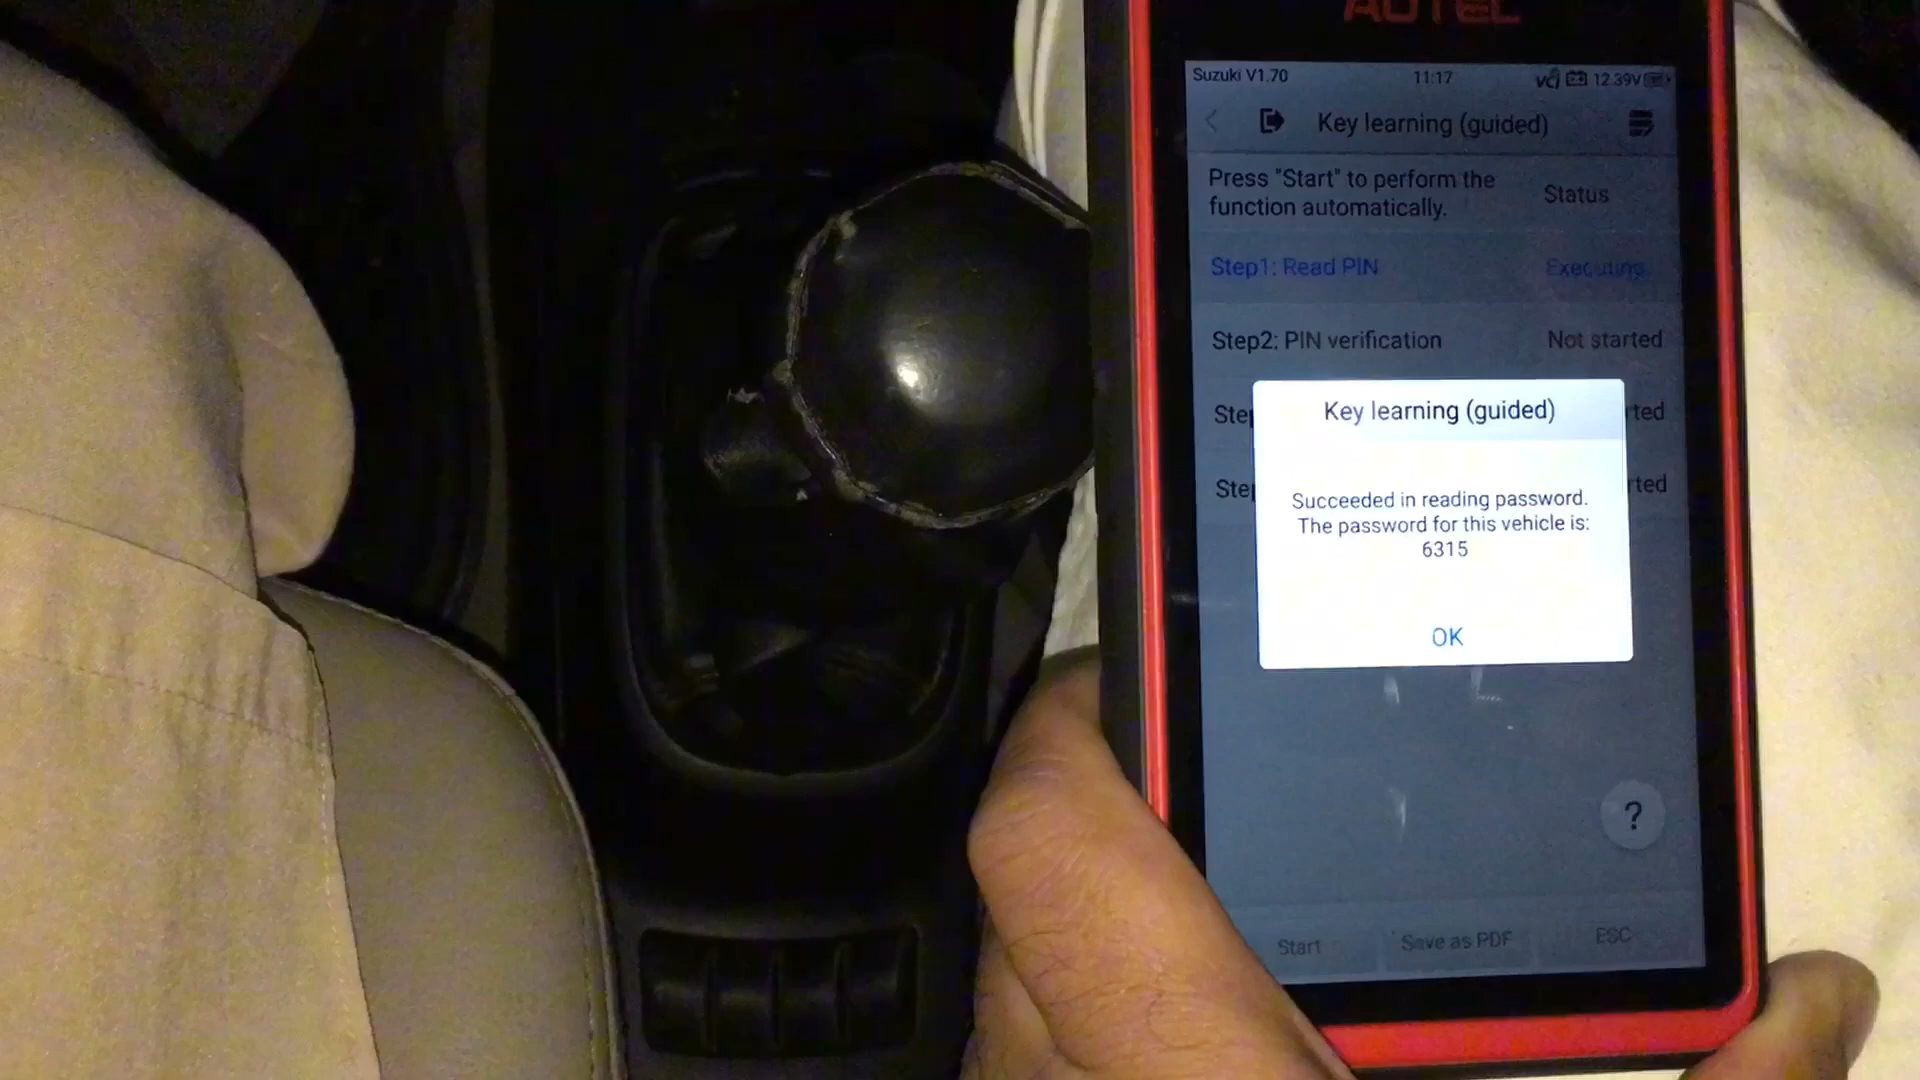 AUTEL
Suzuki V1.70 11:17 VCI 12.39V
Key learning (guided)
Press "Start" to perform the Status
function automatically.
Step1: Read PIN Executing
Step2: PIN verification Not started
Key learning (guided)
Succeeded in reading password.
The password for this vehicle is:
6315
OK
?
Start Save as PDF ESC